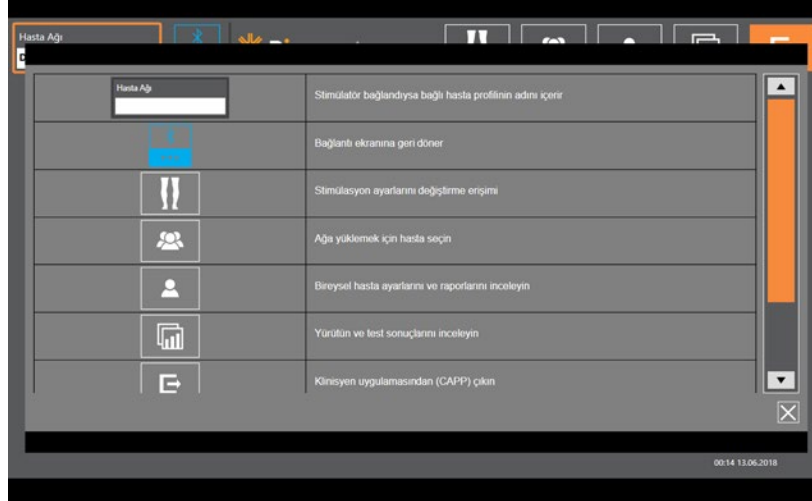 Hasta Ağı
Hasta Ağı
Stimülatör bağlandıysa bağlı hasta profilinin adını içerir
Bağlantı ekranına geri döner
Stimülasyon ayarlarını değiştirme erişimi
Ağa yüklemek için hasta seçin
Bireysel hasta ayarlarını ve raporlarını inceleyin
Yürütün ve test sonuçlarını inceleyin
Klinisyen uygulamasından (CAPP) çıkın
00:14 13.06.2018